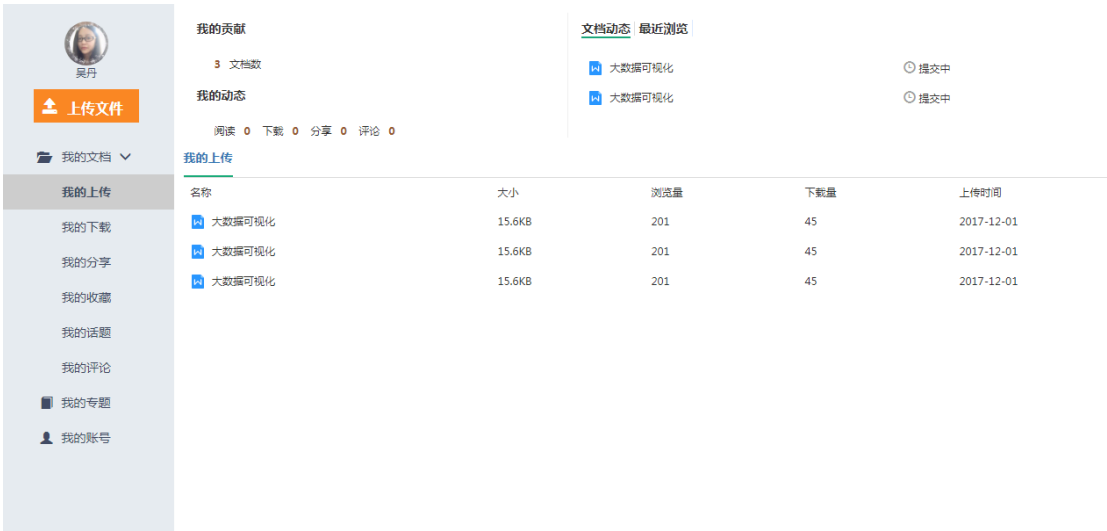 吴丹
上传文件
我的文档
我的上传
我的下载
我的分享
我的收藏
我的话题
我的评论
我的专题
我的账号
我的贡献
3 文档数
我的动态
阅读 0 下载 0 分享 0 评论 0
文档动态 最近浏览
大数据可视化 提交中
大数据可视化 提交中
我的上传
名称 大小 浏览量 下载量 上传时间
大数据可视化 15.6KB 201 45 2017-12-01
大数据可视化 15.6KB 201 45 2017-12-01
大数据可视化 15.6KB 201 45 2017-12-01